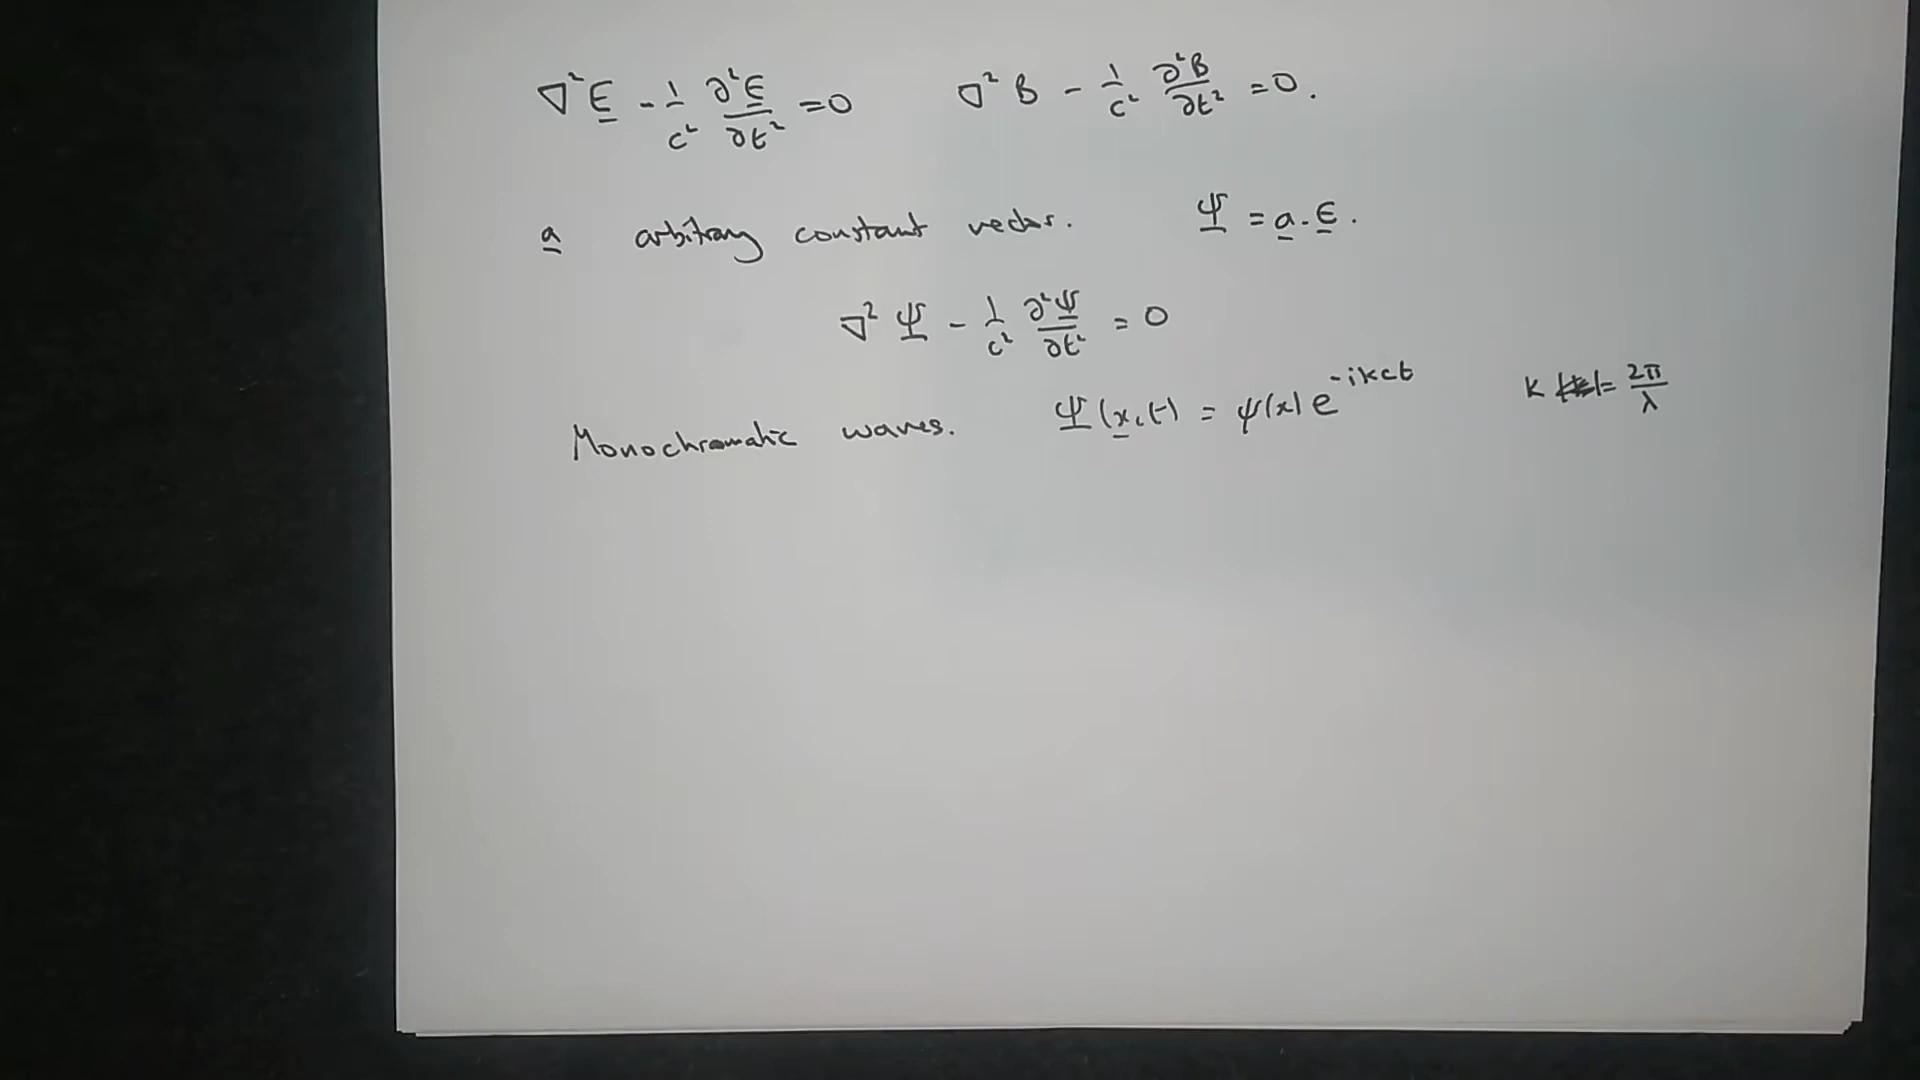 ∇²E̲ - 1/c² ∂²E̲/∂t² = 0 ∇²B - 1/c² ∂²B/∂t² = 0.
a̲ arbitrary constant vector. Ψ = a̲ . E̲ .
∇²Ψ - 1/c² ∂²Ψ/∂t² = 0
Monochromatic waves. Ψ(x̲,t) = ψ(x) e^{-ikct} k = 2π/λ